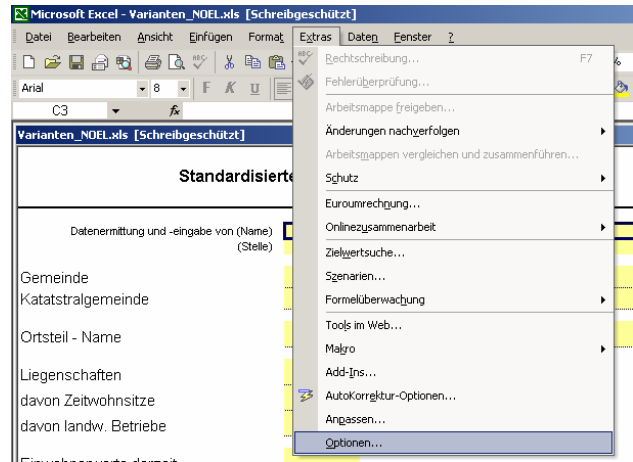 Microsoft Excel - Varianten_NOEL.xls [Schreibgeschützt]
Datei Bearbeiten Ansicht Einfügen Format Extras Daten Fenster ?
Arial 8 F K U
C3 fx
Varianten_NOEL.xls [Schreibgeschützt]
Rechtschreibung... F7
Fehlerüberprüfung...
Arbeitsmappe freigeben...
Änderungen nachverfolgen
Arbeitsmappen vergleichen und zusammenführen...
Schutz
Euroumrechnung...
Onlinezusammenarbeit
Zielwertsuche...
Szenarien...
Formelüberwachung
Tools im Web...
Makro
Add-Ins...
AutoKorrektur-Optionen...
Anpassen...
Optionen...
Datenermittung und -eingabe von (Name)
(Stelle)
Gemeinde
Katatstralgemeinde
Ortsteil - Name
Liegenschaften
davon Zeitwohnsitze
davon landw. Betriebe